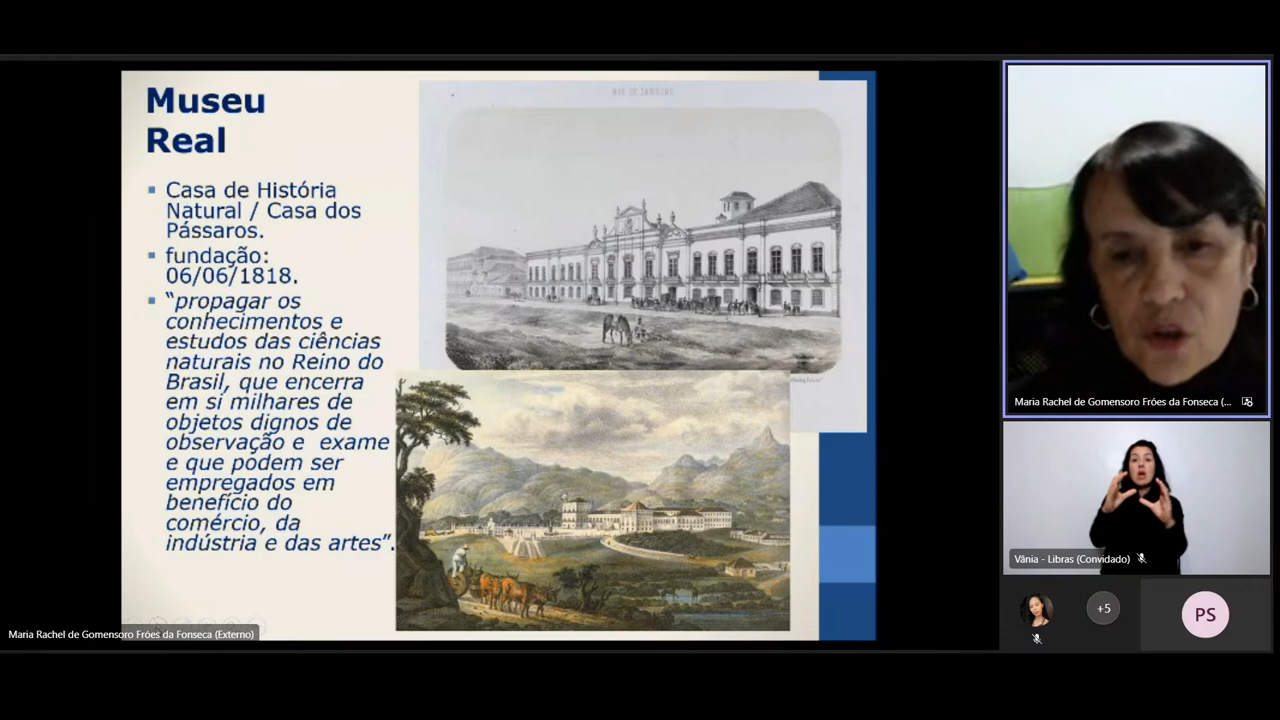 Museu
Real
Casa de História
Natural / Casa dos
Pássaros.
fundação:
06/06/1818.
“propagar os
conhecimentos e
estudos das ciências
naturais no Reino do
Brasil, que encerra
em si milhares de
objetos dignos de
observação e exame
e que podem ser
empregados em
benefício do
comércio, da
indústria e das artes”.
RIO DE JANEIRO
Maria Rachel de Gomensoro Fróes da Fonseca (Externo)
Maria Rachel de Gomensoro Fróes da Fonseca (...
Vânia - Libras (Convidado)
+5
PS